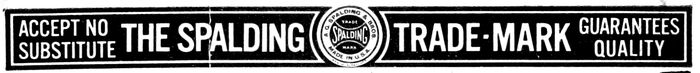 ACCEPT NO
SUBSTITUTE
THE SPALDING
A.G. SPALDING & BROS
TRADE
SPALDING
MARK
MADE IN U.S.A.
TRADE-MARK
GUARANTEES
QUALITY